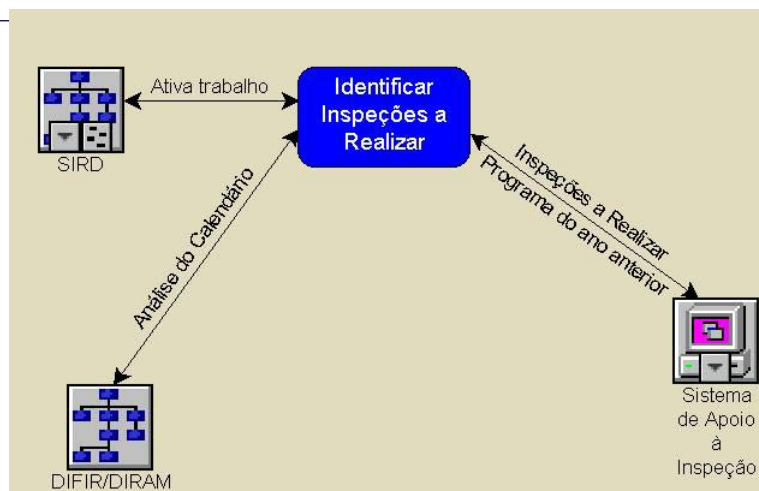 Ativa trabalho
Identificar
Inspeções a
Realizar
SIRD
Análise do Calendário
Inspeções a Realizar
Programa do ano anterior
DIFIR/DIRAM
Sistema
de Apoio
à
Inspeção